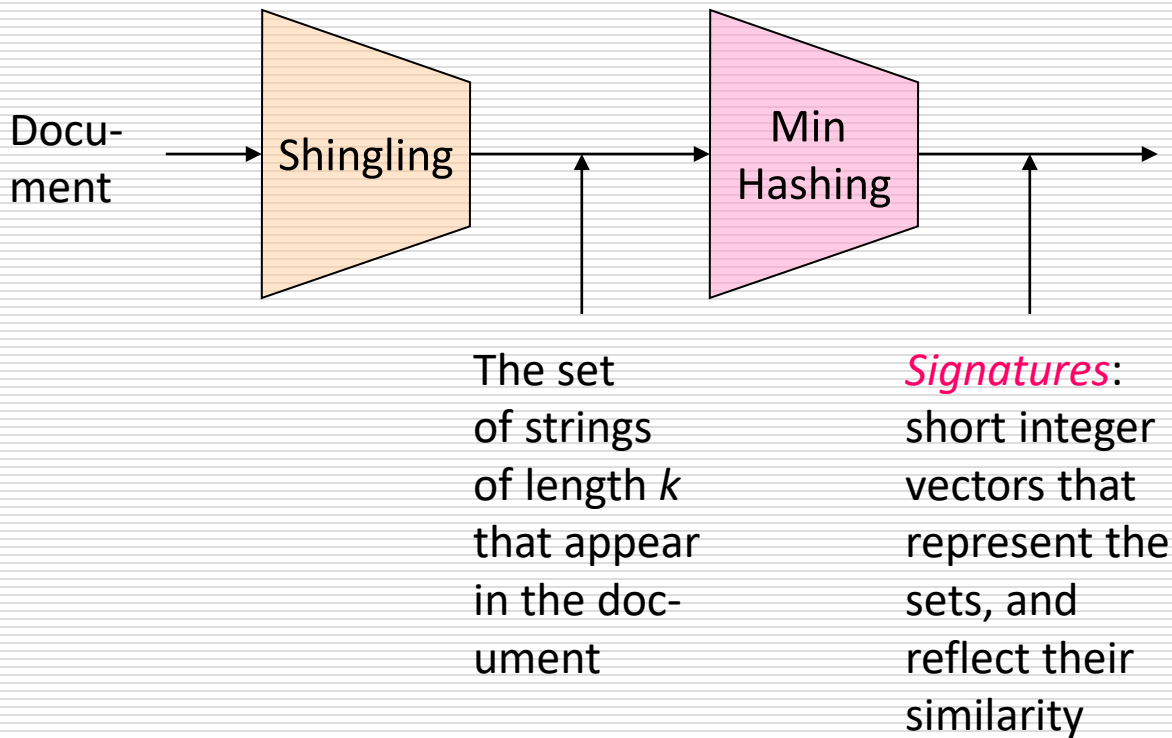 Docu-
ment
Shingling
Min
Hashing
The set
of strings
of length k
that appear
in the doc-
ument
Signatures:
short integer
vectors that
represent the
sets, and
reflect their
similarity